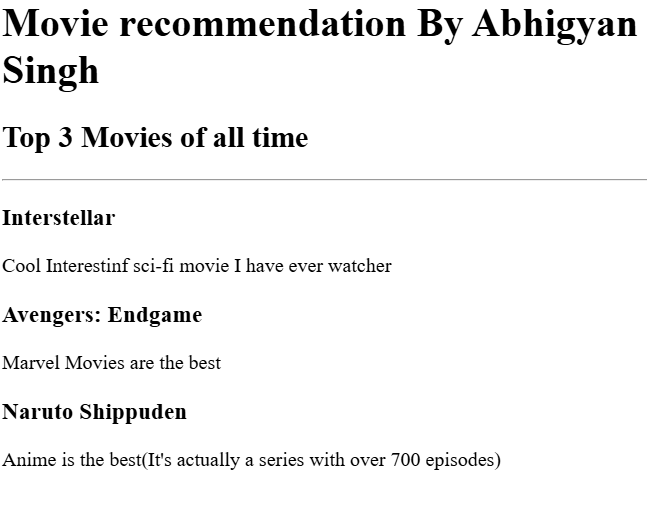 Movie recommendation By Abhigyan
Singh
Top 3 Movies of all time
Interstellar
Cool Interestinf sci-fi movie I have ever watcher
Avengers: Endgame
Marvel Movies are the best
Naruto Shippuden
Anime is the best(It's actually a series with over 700 episodes)